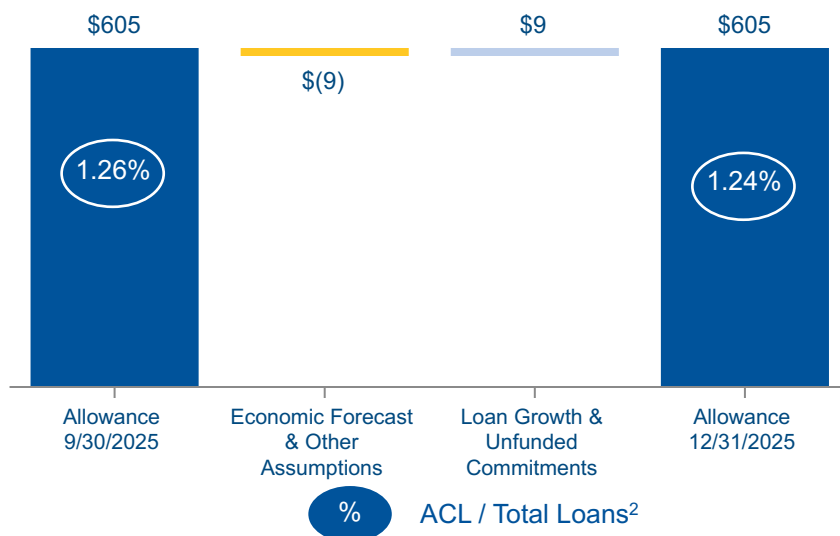 $605
$(9)
$9
$605
1.26%
1.24%
Allowance
9/30/2025
Economic Forecast
& Other
Assumptions
Loan Growth &
Unfunded
Commitments
Allowance
12/31/2025
%
ACL / Total Loans²